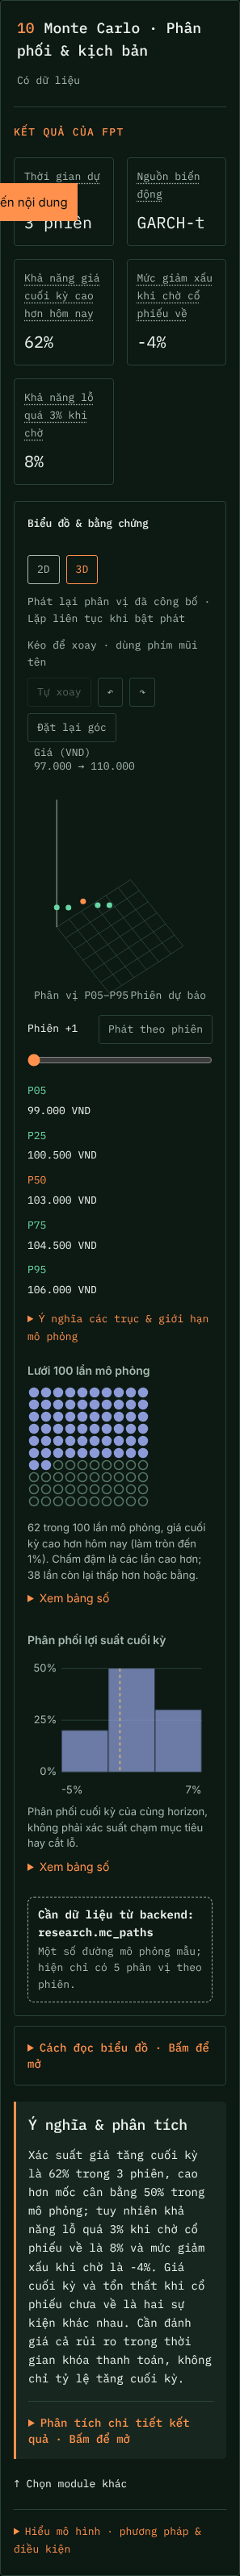 10 Monte Carlo · Phân
phối & kịch bản
Có dữ liệu
KẾT QUẢ CỦA FPT
Thời gian dự
ến nội dung
3 phiên
Nguồn biến
động
GARCH-t
Khả năng giá
cuối kỳ cao
hơn hôm nay
62%
Mức giảm xấu
khi chờ cổ
phiếu về
-4%
Khả năng lỗ
quá 3% khi
chờ
8%
Biểu đồ & bằng chứng
2D 3D
Phát lại phân vị đã công bố ·
Lặp liên tục khi bật phát
Kéo để xoay · dùng phím mũi
tên
Tự xoay ↶ ↷
Đặt lại góc
Giá (VND)
97.000 → 110.000
Phân vị P05–P95 Phiên dự báo
Phiên +1 Phát theo phiên
P05
99.000 VND
P25
100.500 VND
P50
103.000 VND
P75
104.500 VND
P95
106.000 VND
▶ Ý nghĩa các trục & giới hạn
mô phỏng
Lưới 100 lần mô phỏng
62 trong 100 lần mô phỏng, giá cuối
kỳ cao hơn hôm nay (làm tròn đến
1%). Chấm đậm là các lần cao hơn;
38 lần còn lại thấp hơn hoặc bằng.
▶ Xem bảng số
Phân phối lợi suất cuối kỳ
50%
25%
0%
-5% 7%
Phân phối cuối kỳ của cùng horizon,
không phải xác suất chạm mục tiêu
hay cắt lỗ.
▶ Xem bảng số
Cần dữ liệu từ backend:
research.mc_paths
Một số đường mô phỏng mẫu;
hiện chỉ có 5 phân vị theo
phiên.
▶ Cách đọc biểu đồ · Bấm để
mở
Ý nghĩa & phân tích
Xác suất giá tăng cuối kỳ
là 62% trong 3 phiên, cao
hơn mốc cân bằng 50% trong
mô phỏng; tuy nhiên khả
năng lỗ quá 3% khi chờ cổ
phiếu về là 8% và mức giảm
xấu khi chờ là -4%. Giá
cuối kỳ và tổn thất khi cổ
phiếu chưa về là hai sự
kiện khác nhau. Cần đánh
giá cả rủi ro trong thời
gian khóa thanh toán, không
chỉ tỷ lệ tăng cuối kỳ.
▶ Phân tích chi tiết kết
quả · Bấm để mở
↑ Chọn module khác
▶ Hiểu mô hình · phương pháp &
điều kiện